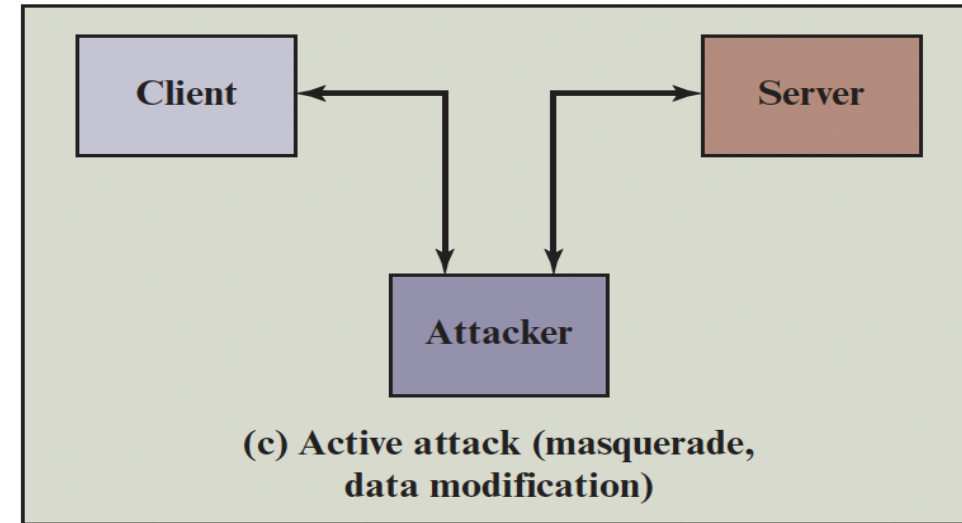 Client
Server
Attacker
(c) Active attack (masquerade,
data modification)